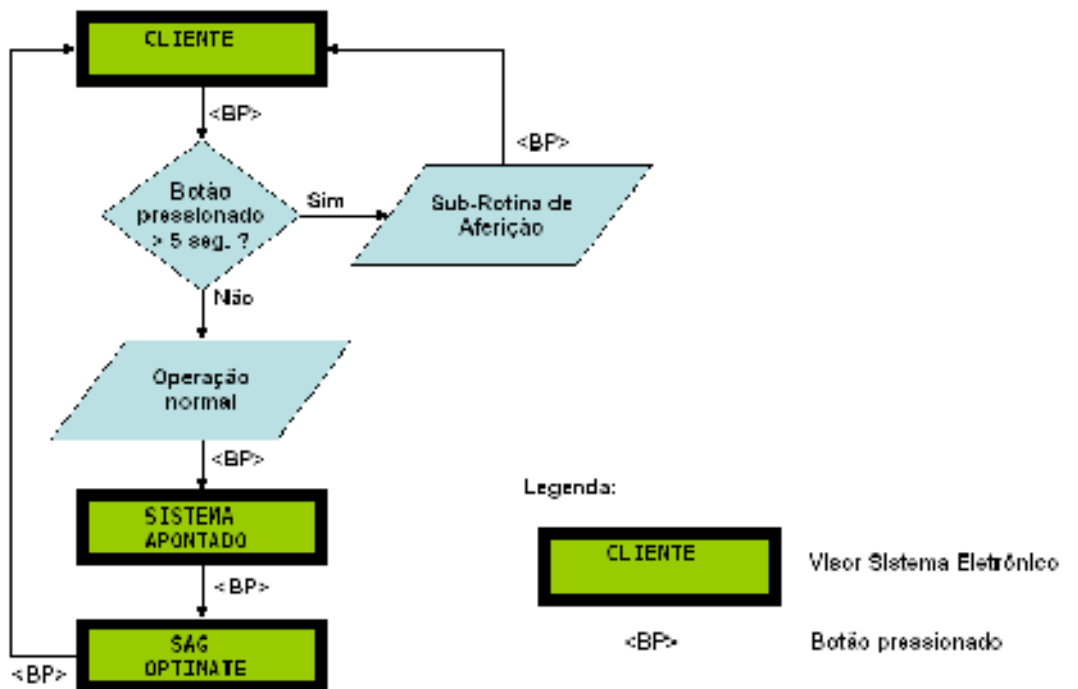 CLIENTE
<BP>
<BP>
Botão
pressionado
> 5 seg. ?
Sim
Sub-Rotina de
Aferição
Não
Operação
normal
<BP>
SISTEMA
APONTADO
<BP>
SAG
OPTINATE
<BP>
Legenda:
CLIENTE
Visor Sistema Eletrônico
<BP>
Botão pressionado